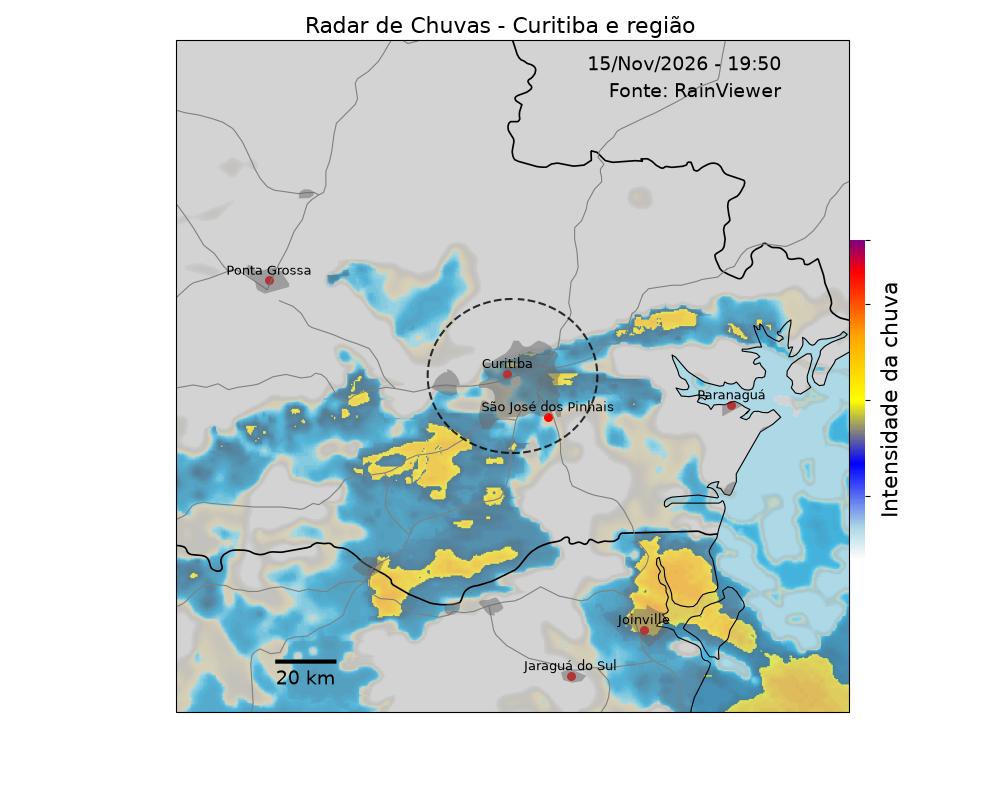 Radar de Chuvas - Curitiba e região
15/Nov/2026 - 19:50
Fonte: RainViewer
Ponta Grossa
Curitiba
Paranaguá
São José dos Pinhais
Intensidade da chuva
Joinville
Jaraguá do Sul
20 km